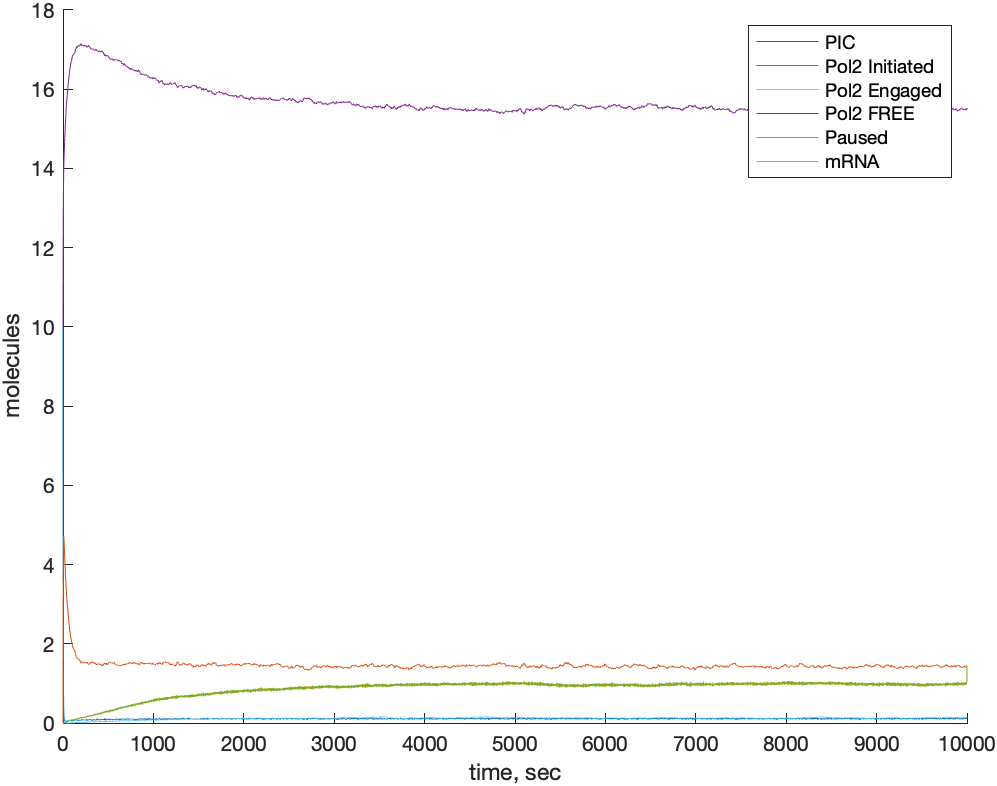 18
16
14
12
10
8
6
4
2
0
molecules
PIC
Pol2 Initiated
Pol2 Engaged
Pol2 FREE
Paused
mRNA
0 1000 2000 3000 4000 5000 6000 7000 8000 9000 10000
time, sec